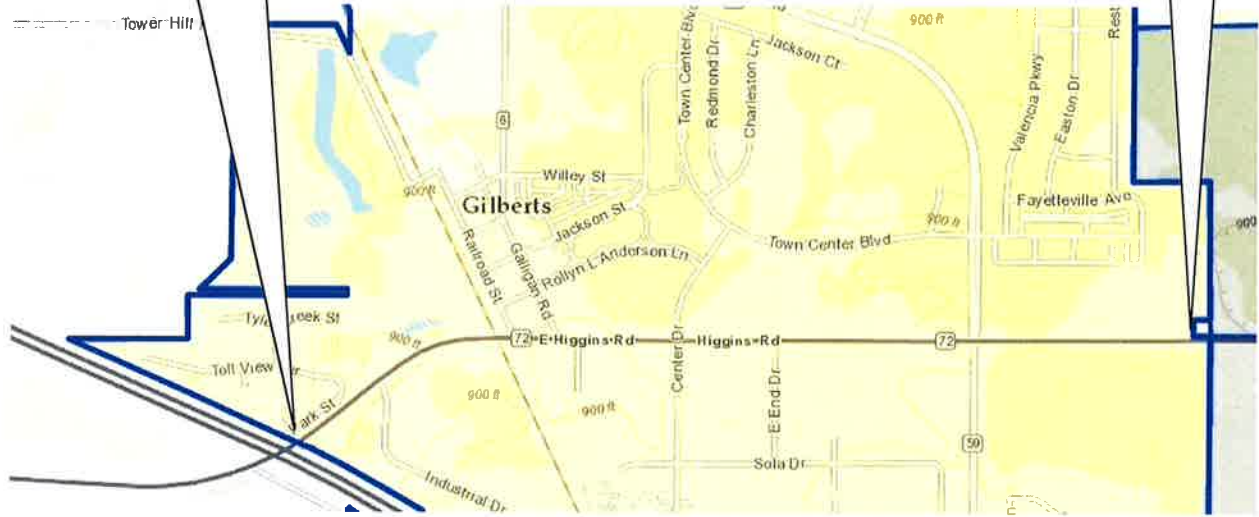 Tower Hill
900 ft
Town Center Blvd
Redmond Dr
Charleston Ln
Jackson Ct
Valencia Pkwy
Easton Dr
Rest
6
Willey St
900 ft
Gilberts
Jackson St
Fayetteville Ave
900 ft
900
Town Center Blvd
Railroad St
Galligan Rd
Rollyn L Anderson Ln
Creek St
900 ft
72
E Higgins Rd
Higgins Rd
72
Toll View
Center Dr
E End Dr
900 ft
900 ft
Park St
Sola Dr
Industrial Dr